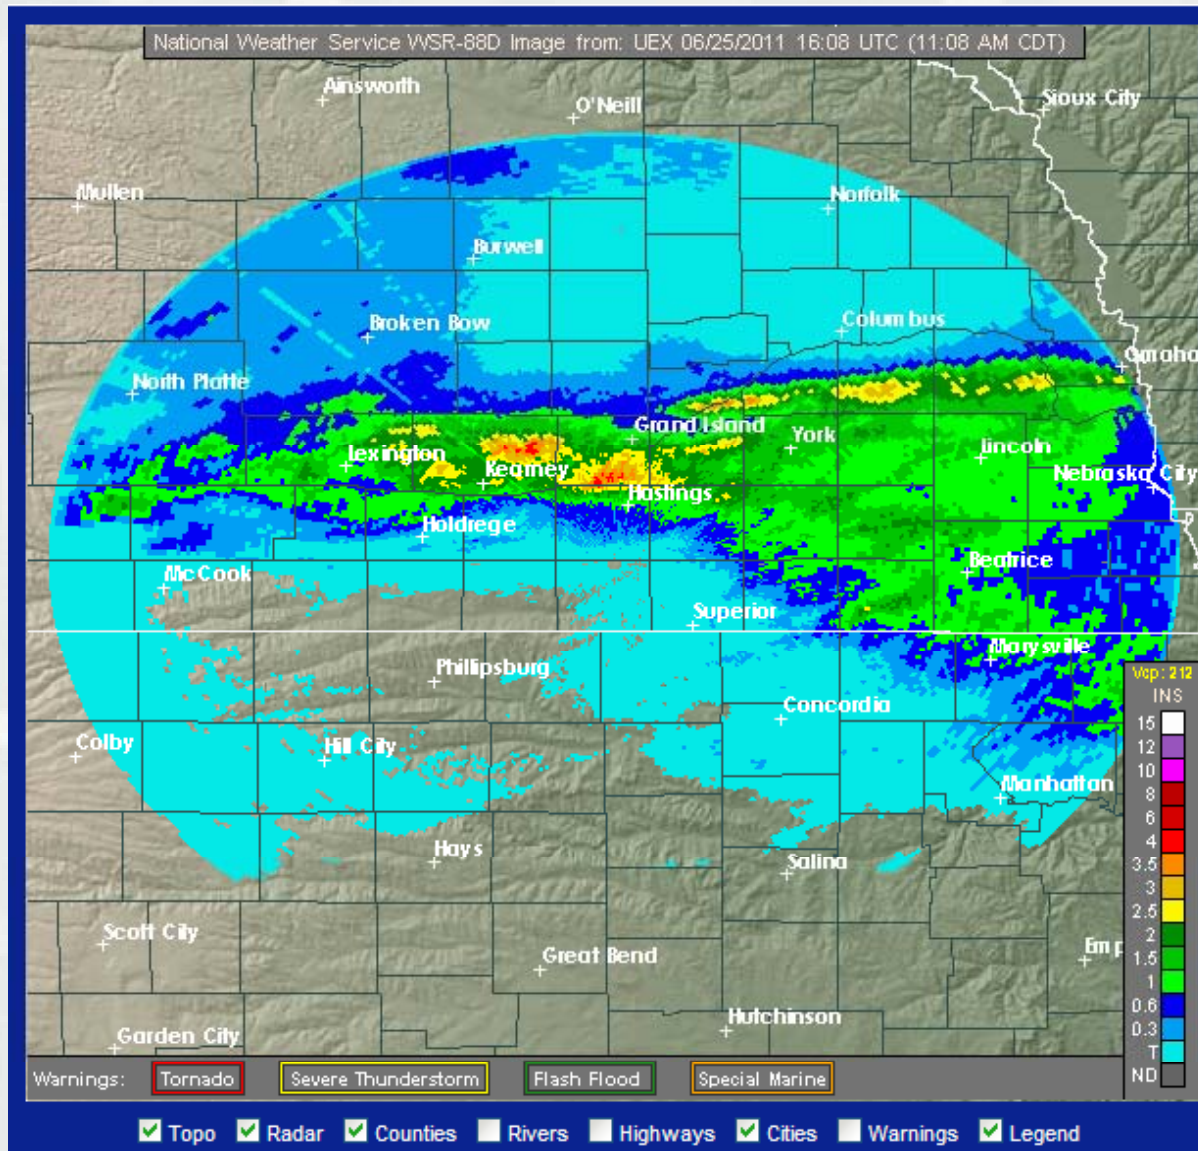 National Weather Service WSR-88D Image from: UEX 06/25/2011 16:08 UTC (11:08 AM CDT)
Ainsworth
O'Neill
Sioux City
Mullen
Norfolk
Burwell
Broken Bow
Columbus
Omaha
North Platte
Grand Island
York
Lexington
Lincoln
Kearney
Nebraska City
Hastings
Holdrege
Beatrice
McCook
Superior
Marysville
Phillipsburg
Vcp: 212
INS
Concordia
15
Colby
Hill City
12
10
Manhattan
8
6
4
Hays
Salina
3.5
3
2.5
Scott City
2
Emp
Great Bend
1.5
1
0.6
Hutchinson
0.3
Garden City
T
ND
Warnings: Tornado Severe Thunderstorm Flash Flood Special Marine
Topo Radar Counties Rivers Highways Cities Warnings Legend